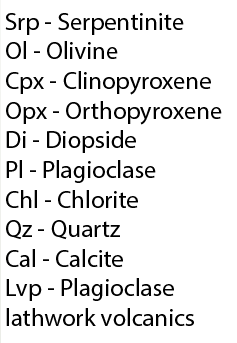 Srp - Serpentinite
Ol - Olivine
Cpx - Clinopyroxene
Opx - Orthopyroxene
Di - Diopside
Pl - Plagioclase
Chl - Chlorite
Qz - Quartz
Cal - Calcite
Lvp - Plagioclase
lathwork volcanics